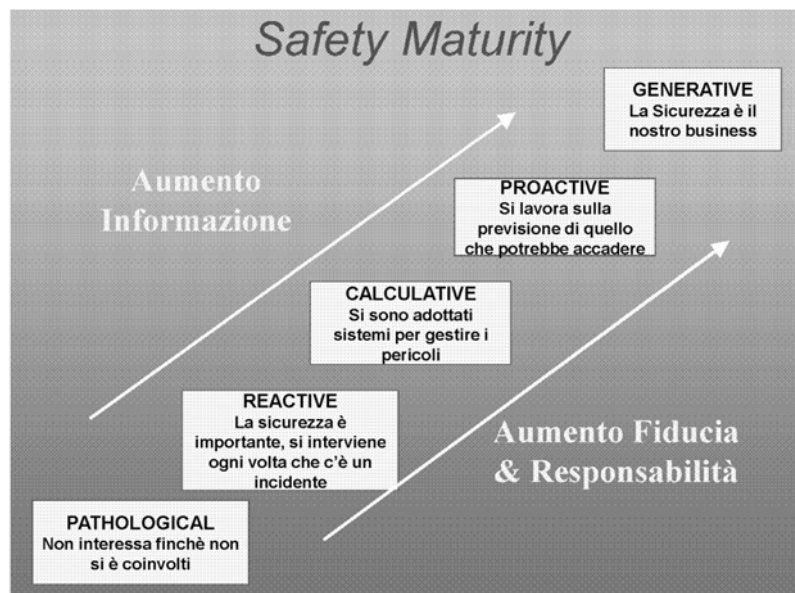 Safety Maturity
GENERATIVE
La Sicurezza è il
nostro business
Aumento
Informazione
PROACTIVE
Si lavora sulla
previsione di quello
che potrebbe accadere
CALCULATIVE
Si sono adottati
sistemi per gestire i
pericoli
REACTIVE
La sicurezza è
importante, si interviene
ogni volta che c'è un
incidente
Aumento Fiducia
& Responsabilità
PATHOLOGICAL
Non interessa finchè non
si è coinvolti